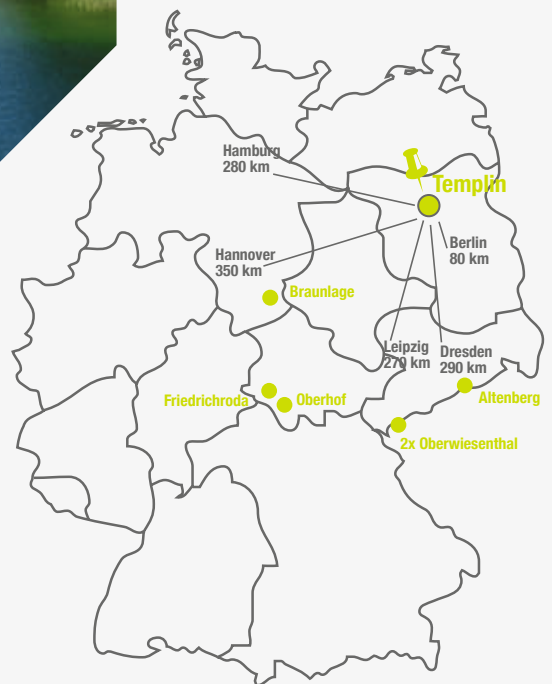 Hamburg
280 km
Templin
Berlin
80 km
Hannover
350 km
Braunlage
Leipzig
270 km
Dresden
290 km
Altenberg
Friedrichroda
Oberhof
2x Oberwiesenthal